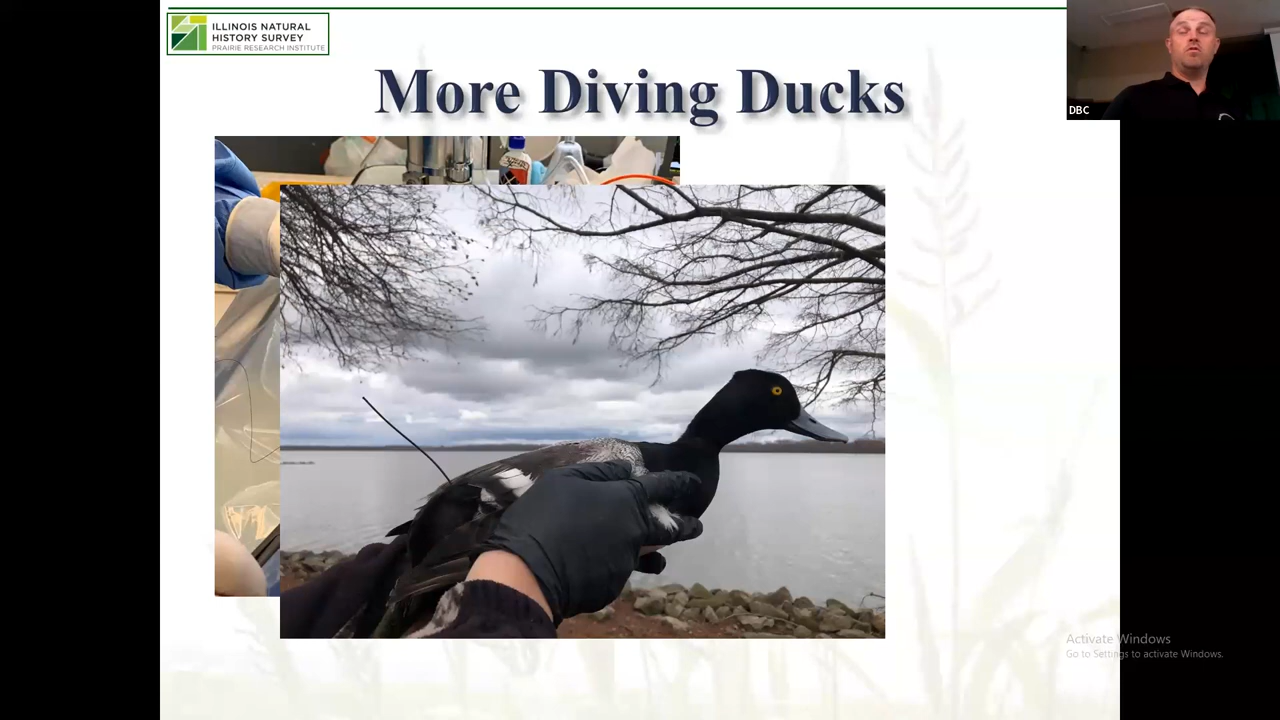 ILLINOIS NATURAL
HISTORY SURVEY
PRAIRIE RESEARCH INSTITUTE
More Diving Ducks
DBC
Activate Windows
Go to Settings to activate Windows.